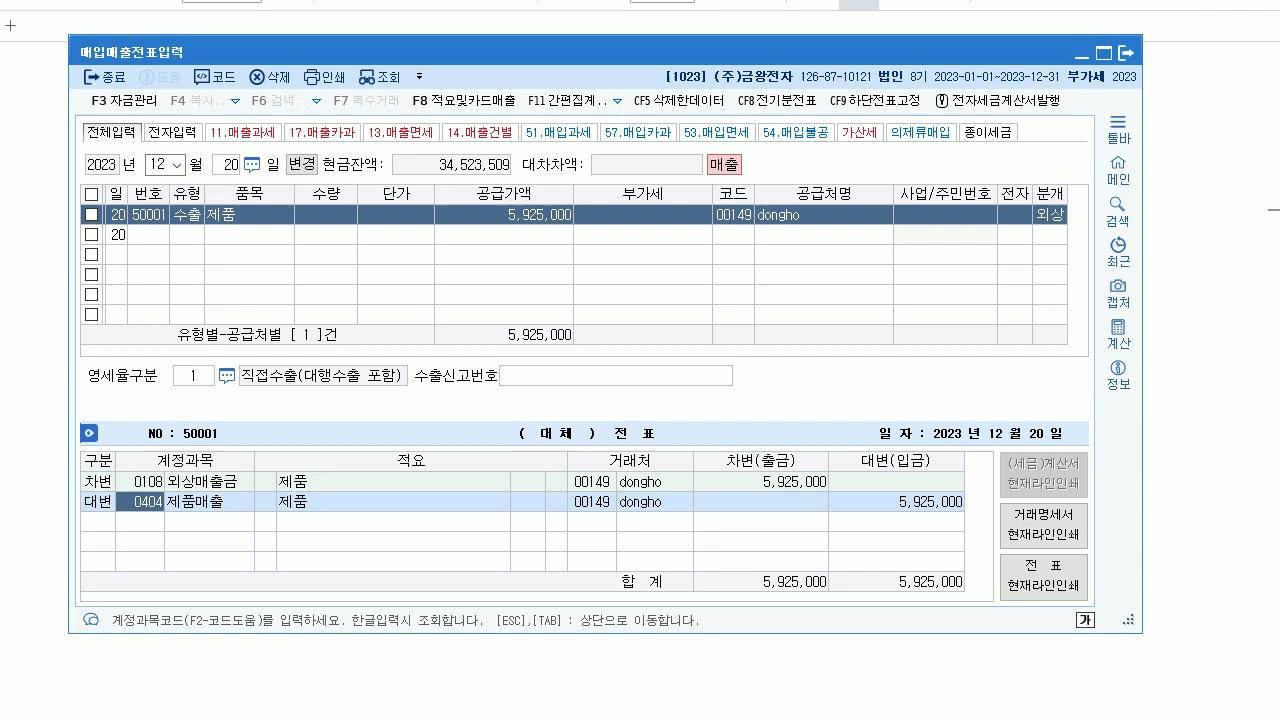 매입매출전표입력
종료 도움 코드 삭제 인쇄 조회 [1023] (주)금왕전자 126-87-10121 법인 8기 2023-01-01~2023-12-31 부가세 2023
F3 자금관리 F4 복사.. F6 검색.. F7 복수거래 F8 적요및카드매출 F11 간편집계.. CF5 삭제한데이터 CF8 전기분전표 CF9 하단전표고정 전자세금계산서발행
전체입력 전자입력 11.매출과세 17.매출카과 13.매출면세 14.매출건별 51.매입과세 57.매입카과 53.매입면세 54.매입불공 가산세 의제류매입 종이세금
2023 년 12 월 20 일 변경 현금잔액: 34,523,509 대차차액: 매출
일 번호 유형 품목 수량 단가 공급가액 부가세 코드 공급처명 사업/주민번호 전자 분개
20 50001 수출 제품 5,925,000 00149 dongho 외상
20
유형별-공급처별 [ 1 ]건 5,925,000
영세율구분 1 직접수출(대행수출 포함) 수출신고번호
NO : 50001 ( 대 체 ) 전 표 일 자 : 2023 년 12 월 20 일
구분 계정과목 적요 거래처 차변(출금) 대변(입금)
차변 0108 외상매출금 제품 00149 dongho 5,925,000
대변 0404 제품매출 제품 00149 dongho 5,925,000
합 계 5,925,000 5,925,000
(세금)계산서
현재라인인쇄
거래명세서
현재라인인쇄
전 표
현재라인인쇄
툴바
메인
검색
최근
캡처
계산
정보
계정과목코드(F2-코드도움)를 입력하세요. 한글입력시 조회합니다. [ESC],[TAB] : 상단으로 이동합니다. 가